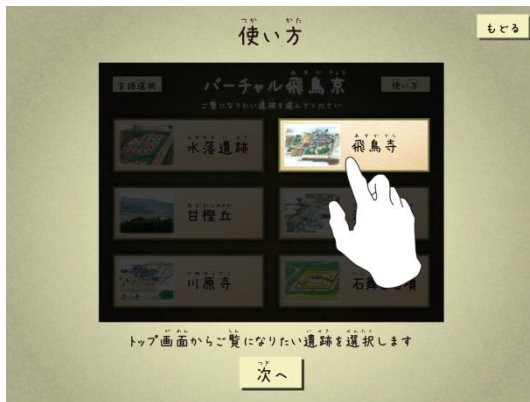 使い方
もどる
言語選択
バーチャル飛鳥京
使い方
ご覧になりたい遺跡を選んでください
水落遺跡
飛鳥寺
甘樫丘
川原寺
トップ画面からご覧になりたい遺跡を選択します
次へ